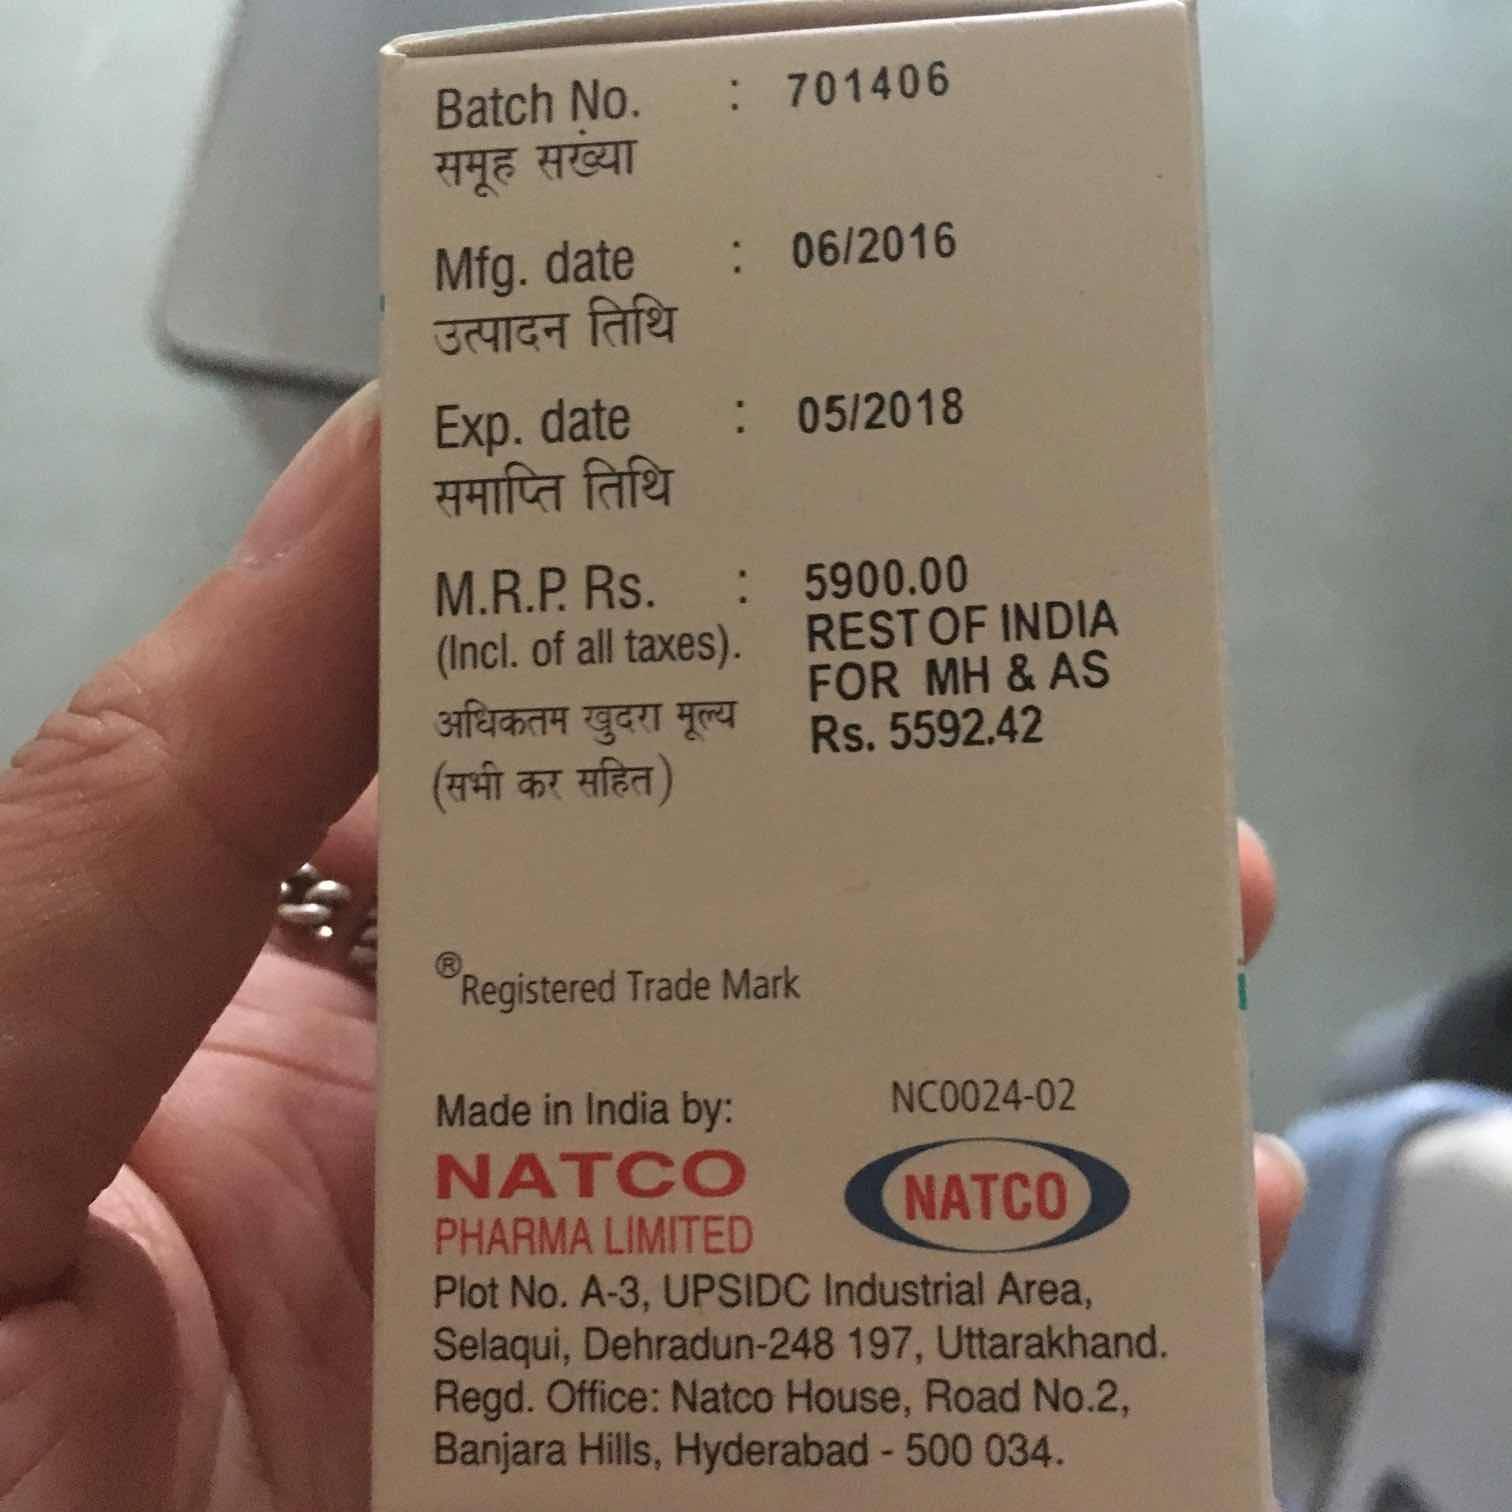 Batch No. : 701406
समूह सख्ंया
Mfg. date : 06/2016
उत्पादन तिथि
Exp. date : 05/2018
समाप्ति तिथि
M.R.P. Rs. : 5900.00
(Incl. of all taxes). REST OF INDIA
FOR MH & AS
अधिकतम खुदरा मूल्य Rs. 5592.42
(सभी कर सहित)
®Registered Trade Mark
Made in India by: NC0024-02
NATCO NATCO
PHARMA LIMITED
Plot No. A-3, UPSIDC Industrial Area,
Selaqui, Dehradun-248 197, Uttarakhand.
Regd. Office: Natco House, Road No.2,
Banjara Hills, Hyderabad - 500 034.